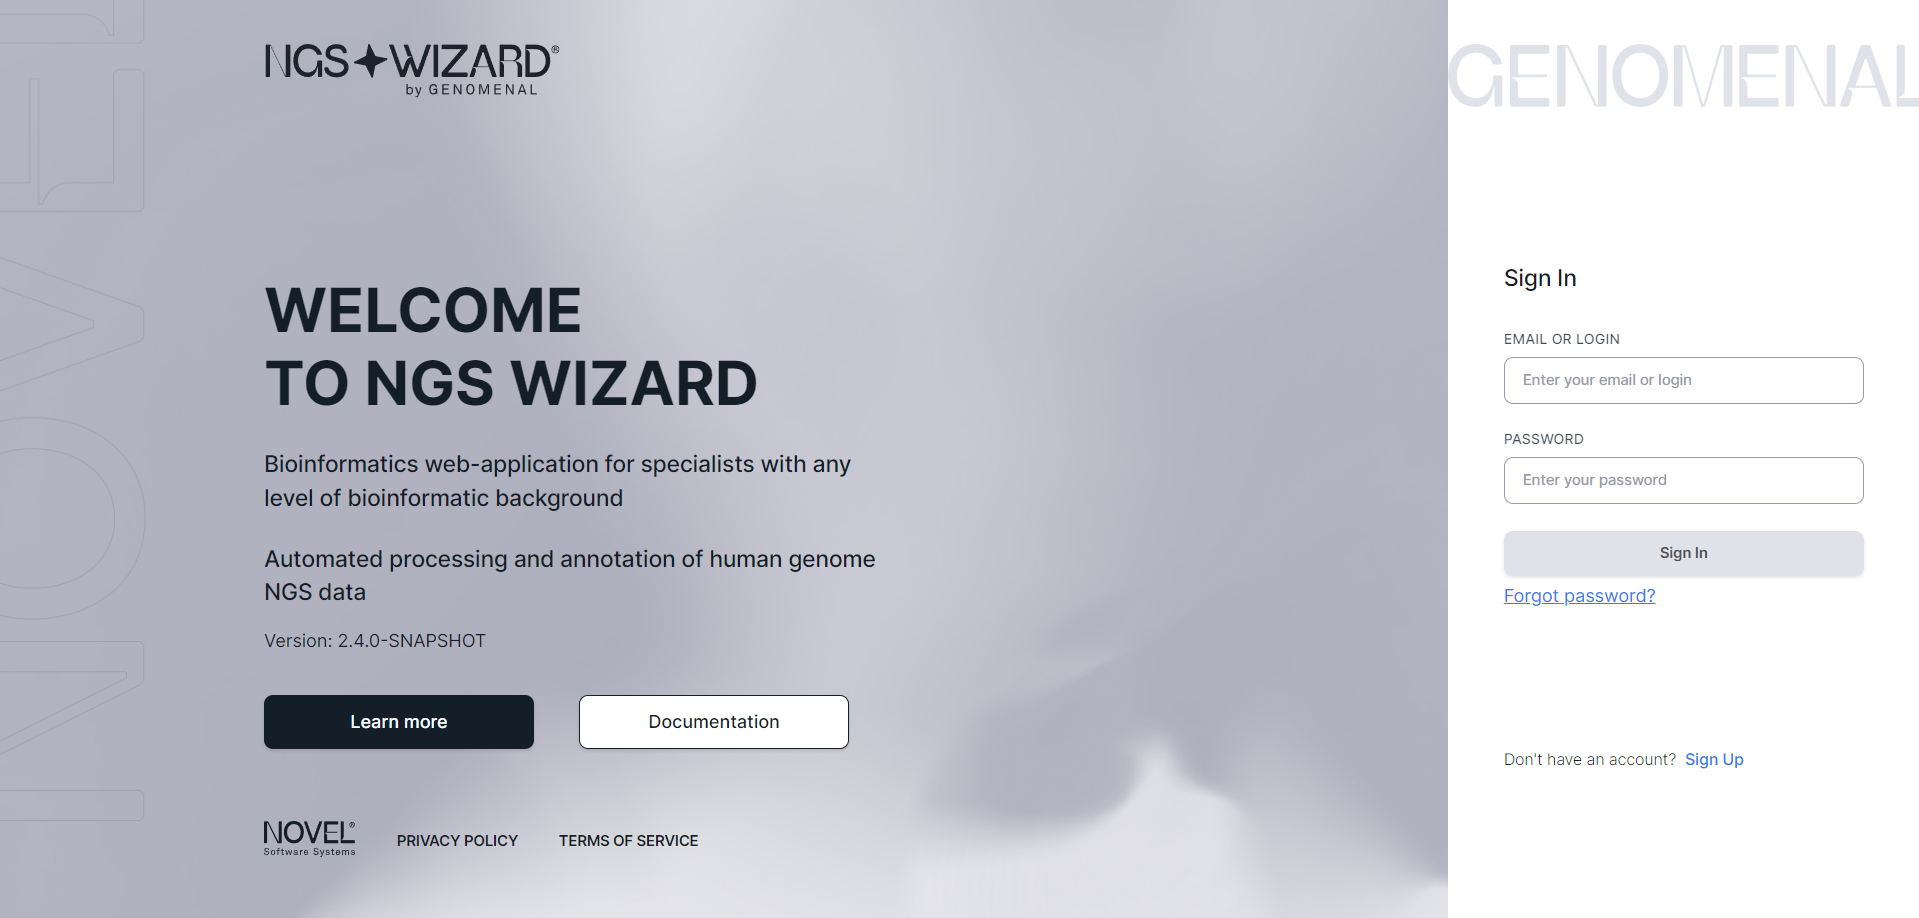 NOVEL
NGS WIZARD®
by GENOMENAL
WELCOME
TO NGS WIZARD
Bioinformatics web-application for specialists with any
level of bioinformatic background
Automated processing and annotation of human genome
NGS data
Version: 2.4.0-SNAPSHOT
Learn more
Documentation
NOVEL®
Software Systems
PRIVACY POLICY
TERMS OF SERVICE
GENOMENAL
Sign In
EMAIL OR LOGIN
Enter your email or login
PASSWORD
Enter your password
Sign In
Forgot password?
Don't have an account? Sign Up